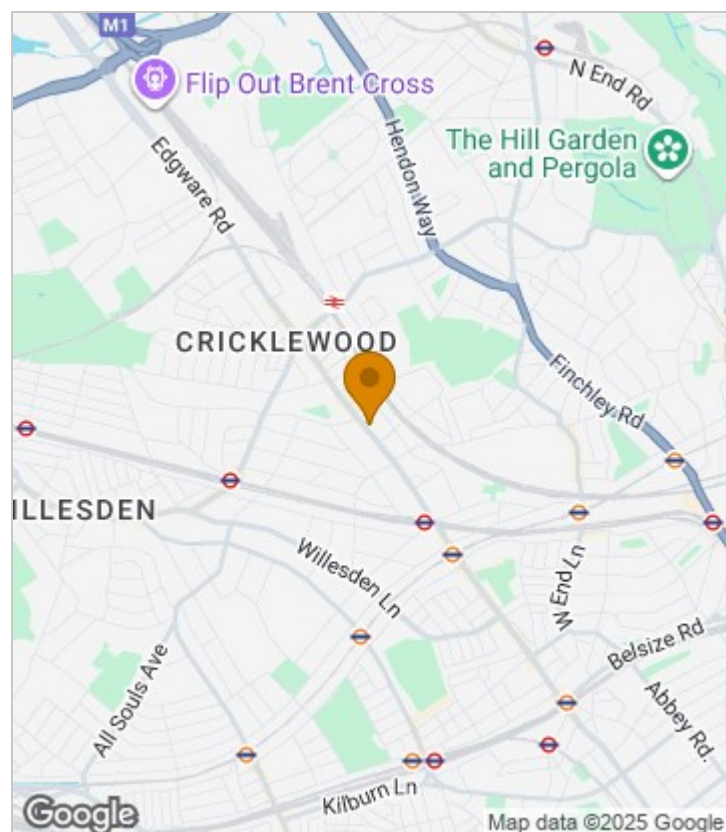 M1
Flip Out Brent Cross
N End Rd
The Hill Garden
and Pergola
Edgware Rd
Hendon Way
CRICKLEWOOD
Finchley Rd
ILLESDEN
Willesden Ln
W End Ln
Belsize Rd
Abbey Rd.
All Souls Ave
Kilburn Ln
Google
Map data ©2025 Google